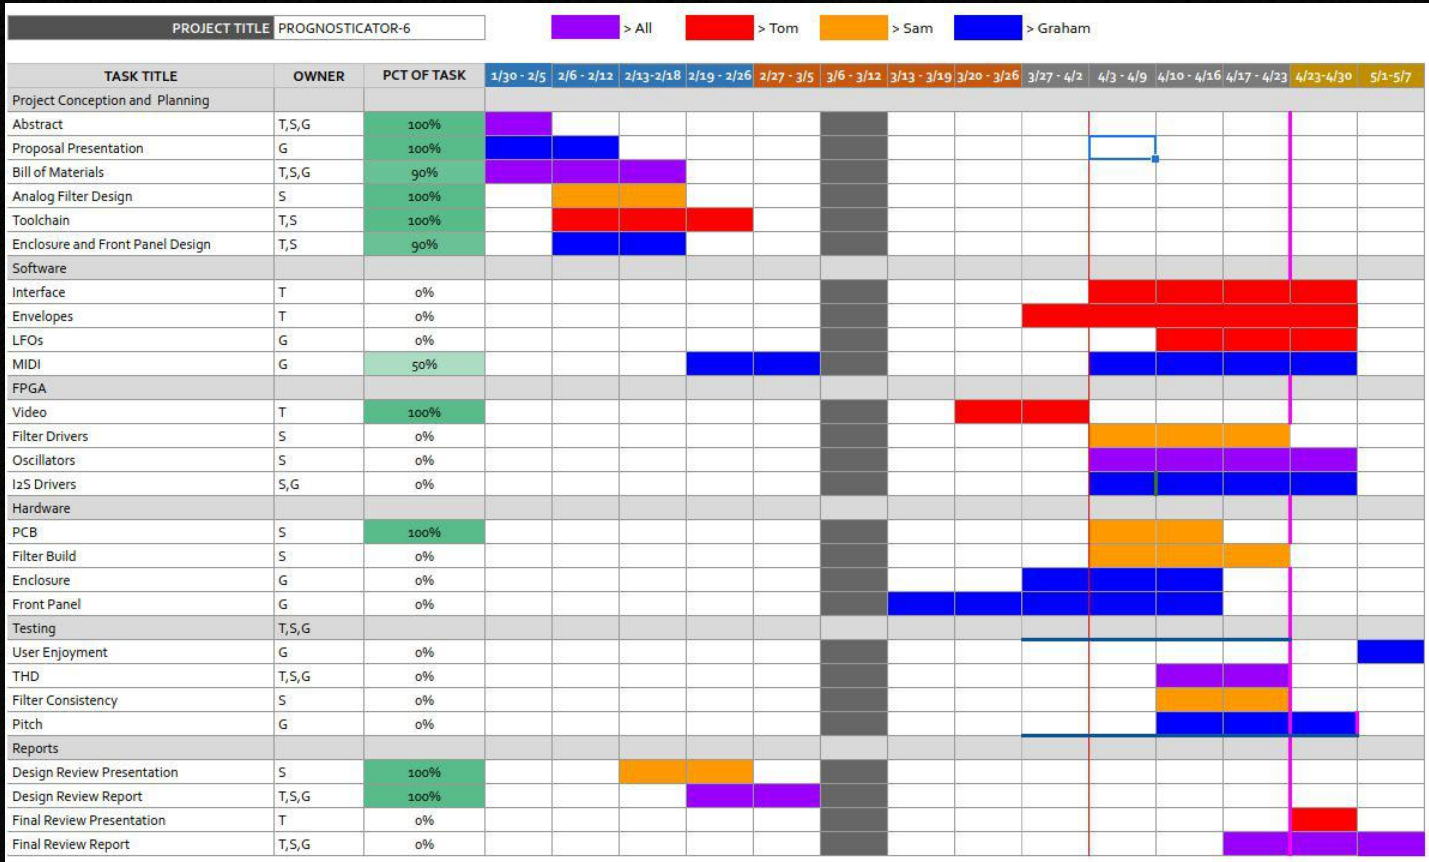 PROJECT TITLE PROGNOSTICATOR-6 > All > Tom > Sam > Graham
TASK TITLE OWNER PCT OF TASK 1/30 - 2/5 2/6 - 2/12 2/13-2/18 2/19 - 2/26 2/27 - 3/5 3/6 - 3/12 3/13 - 3/19 3/20 - 3/26 3/27 - 4/2 4/3 - 4/9 4/10 - 4/16 4/17 - 4/23 4/23-4/30 5/1-5/7
Project Conception and Planning
Abstract T,S,G 100%
Proposal Presentation G 100%
Bill of Materials T,S,G 90%
Analog Filter Design S 100%
Toolchain T,S 100%
Enclosure and Front Panel Design T,S 90%
Software
Interface T 0%
Envelopes T 0%
LFOs G 0%
MIDI G 50%
FPGA
Video T 100%
Filter Drivers S 0%
Oscillators S 0%
I2S Drivers S,G 0%
Hardware
PCB S 100%
Filter Build S 0%
Enclosure G 0%
Front Panel G 0%
Testing T,S,G
User Enjoyment G 0%
THD T,S,G 0%
Filter Consistency S 0%
Pitch G 0%
Reports
Design Review Presentation S 100%
Design Review Report T,S,G 100%
Final Review Presentation T 0%
Final Review Report T,S,G 0%